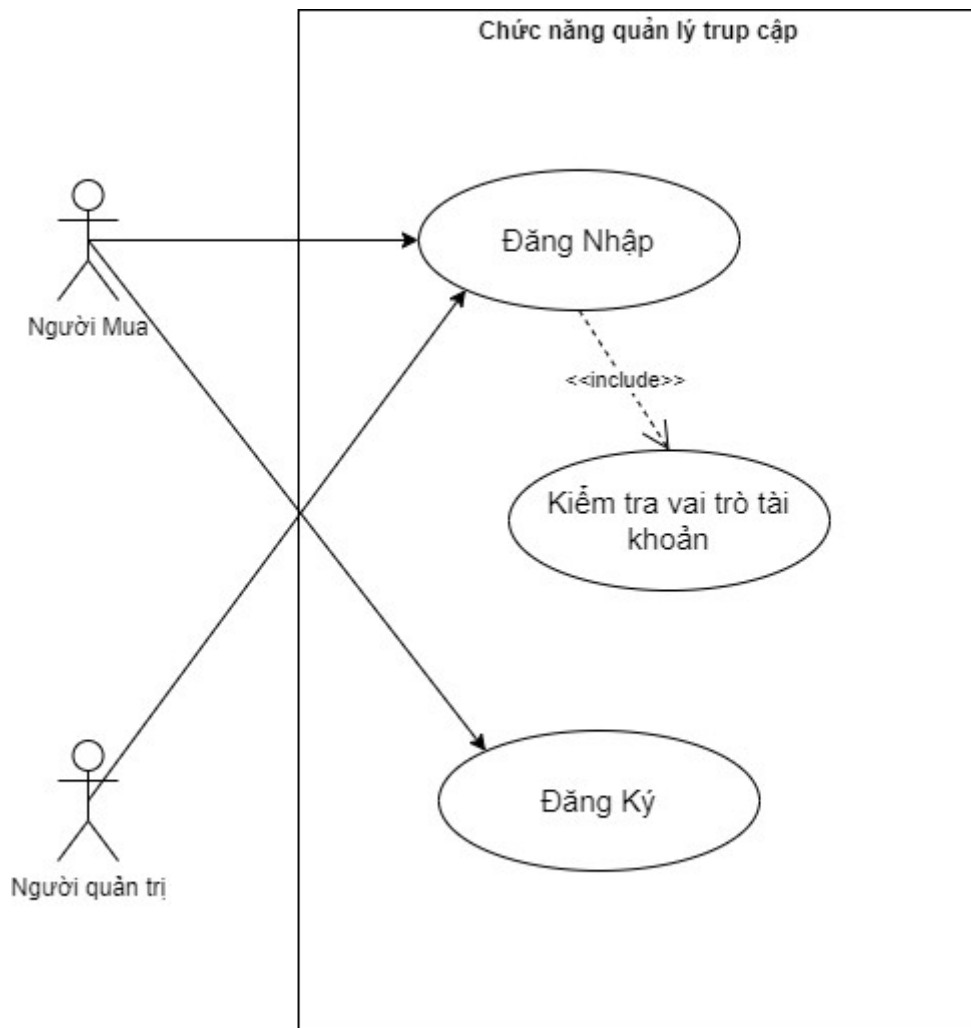 Chức năng quản lý trup cập
Đăng Nhập
Người Mua
<<include>>
Kiểm tra vai trò tài
khoản
Đăng Ký
Người quản trị